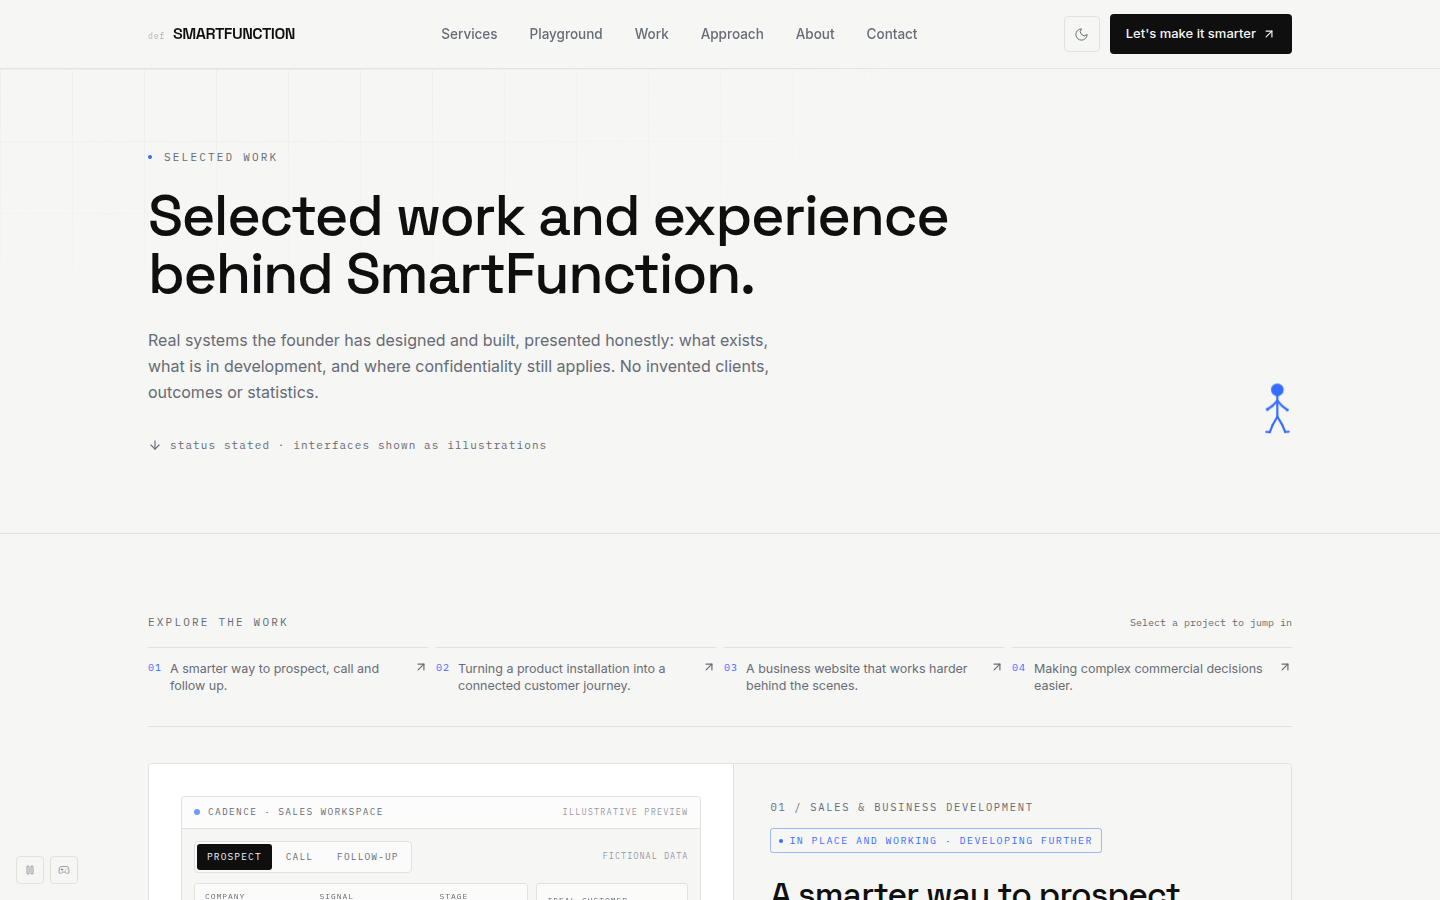 def SMARTFUNCTION
Services
Playground
Work
Approach
About
Contact
Let's make it smarter
SELECTED WORK
Selected work and experience
behind SmartFunction.
Real systems the founder has designed and built, presented honestly: what exists,
what is in development, and where confidentiality still applies. No invented clients,
outcomes or statistics.
status stated · interfaces shown as illustrations
EXPLORE THE WORK
Select a project to jump in
01 A smarter way to prospect, call and
follow up.
02 Turning a product installation into a
connected customer journey.
03 A business website that works harder
behind the scenes.
04 Making complex commercial decisions
easier.
CADENCE · SALES WORKSPACE
ILLUSTRATIVE PREVIEW
PROSPECT
CALL
FOLLOW-UP
FICTIONAL DATA
COMPANY
SIGNAL
STAGE
IDEAL CUSTOMER
01 / SALES & BUSINESS DEVELOPMENT
IN PLACE AND WORKING · DEVELOPING FURTHER
A smarter way to prospect,